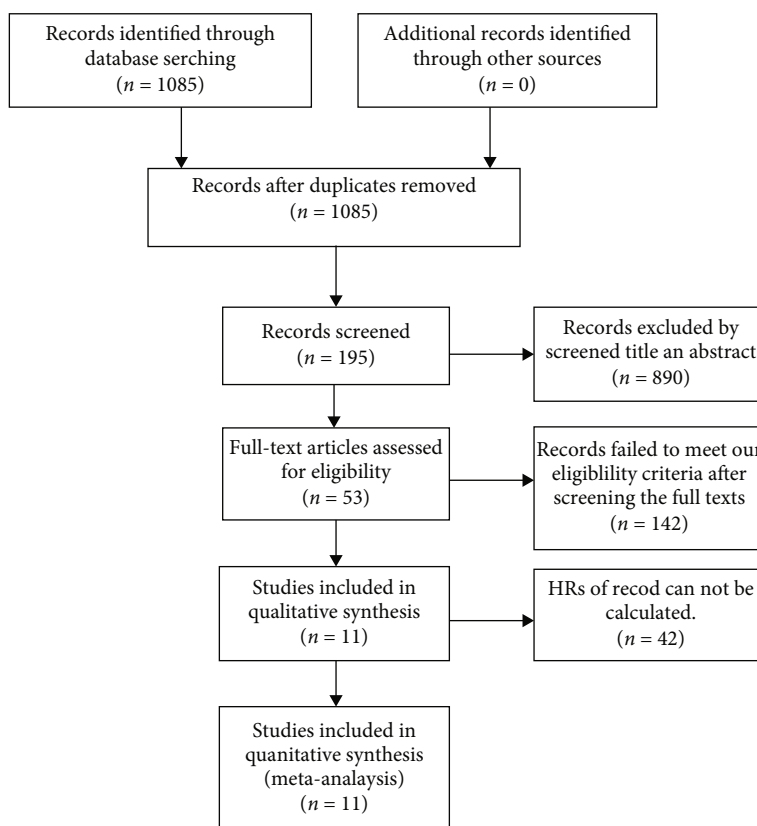 Records identified through
database serching
(n = 1085)
Additional records identified
through other sources
(n = 0)
Records after duplicates removed
(n = 1085)
Records screened
(n = 195)
Records excluded by
screened title an abstract
(n = 890)
Full-text articles assessed
for eligibility
(n = 53)
Records failed to meet our
eligiblility criteria after
screening the full texts
(n = 142)
Studies included in
qualitative synthesis
(n = 11)
HRs of recod can not be
calculated.
(n = 42)
Studies included in
quanitative synthesis
(meta-analaysis)
(n = 11)